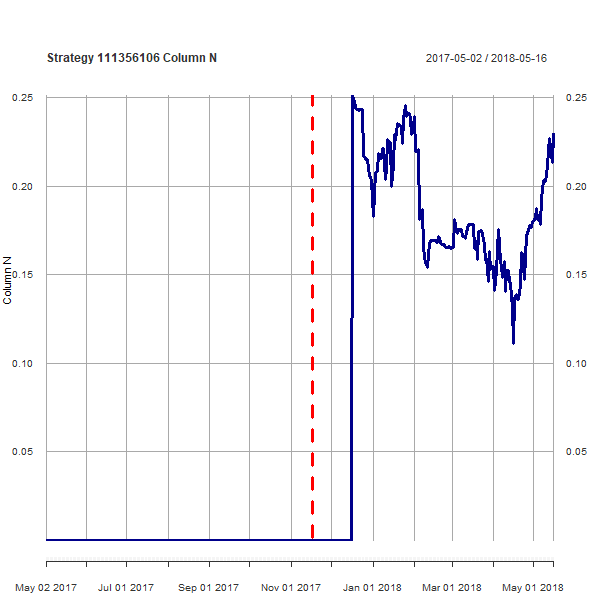 Strategy 111356106 Column N
2017-05-02 / 2018-05-16
0.25
0.25
0.20
0.20
0.15
0.15
0.10
0.10
0.05
0.05
Column N
May 02 2017
Jul 01 2017
Sep 01 2017
Nov 01 2017
Jan 01 2018
Mar 01 2018
May 01 2018